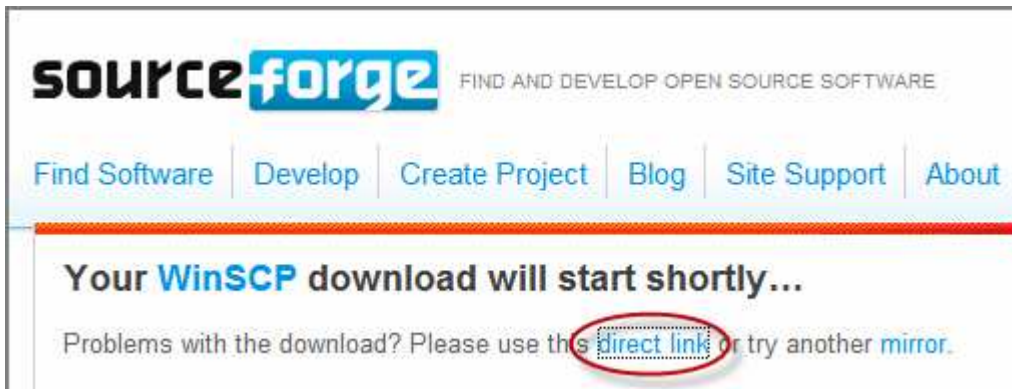 sourceforge FIND AND DEVELOP OPEN SOURCE SOFTWARE
Find Software Develop Create Project Blog Site Support About
Your WinSCP download will start shortly...
Problems with the download? Please use this direct link or try another mirror.